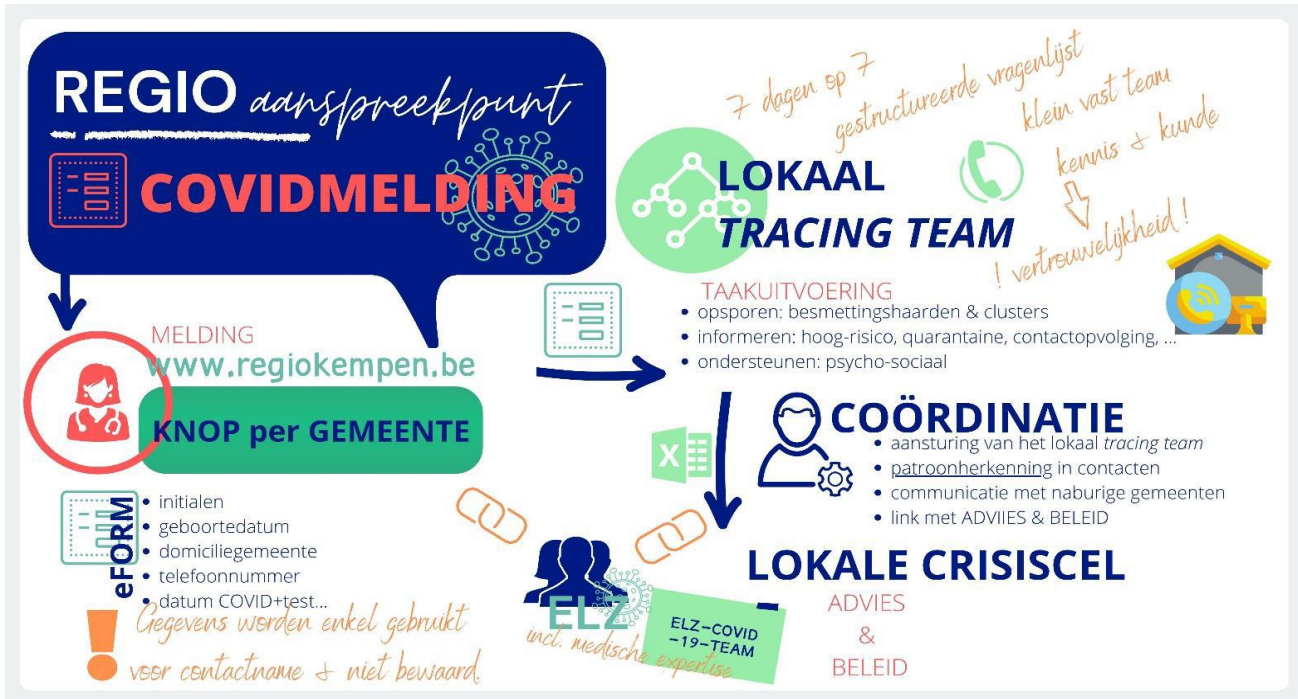 REGIO aanspreekpunt
COVIDMELDING
MELDING
www.regiokempen.be
KNOP per GEMEENTE
eFORM
• initialen
• geboortedatum
• domiciliegemeente
• telefoonnummer
• datum COVID+test...
! Gegevens worden enkel gebruikt
voor contactname & niet bewaard.
7 dagen op 7
gestructureerde vragenlijst
klein vast team
kennis & kunde
! vertrouwelijkheid !
LOKAAL
TRACING TEAM
TAAKUITVOERING
• opsporen: besmettingshaarden & clusters
• informeren: hoog-risico, quarantaine, contactopvolging, ...
• ondersteunen: psycho-sociaal
X
COÖRDINATIE
• aansturing van het lokaal tracing team
• patroonherkenning in contacten
• communicatie met naburige gemeenten
• link met ADVIIES & BELEID
LOKALE CRISISCEL
ADVIES
&
BELEID
ELZ
incl. medische expertise
ELZ-COVID
-19-TEAM